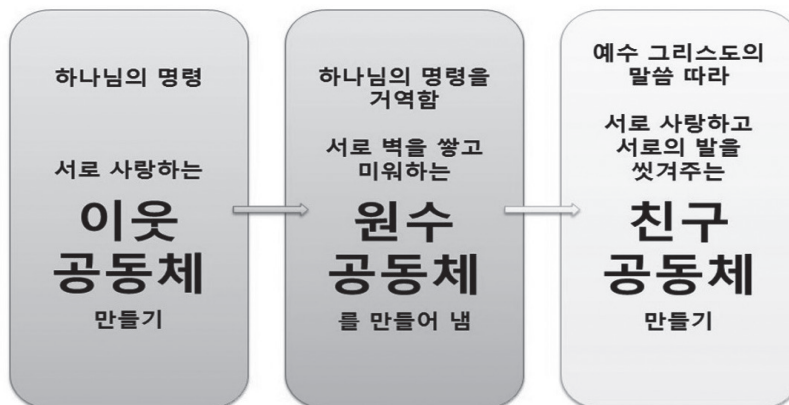 하나님의 명령
서로 사랑하는
이웃
공동체
만들기
하나님의 명령을
거역함
서로 벽을 쌓고
미워하는
원수
공동체
를 만들어 냄
예수 그리스도의
말씀 따라
서로 사랑하고
서로의 발을
씻겨주는
친구
공동체
만들기